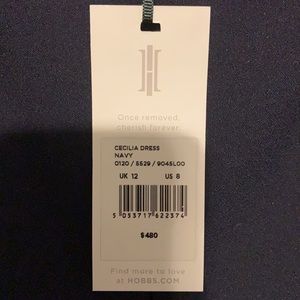 Once removed,
cherish forever.
CECILIA DRESS
NAVY
0120 / 5529 / 9045L00
UK 12 US 8
5 053717 622374
$480
Find more to love
at HOBBS.COM